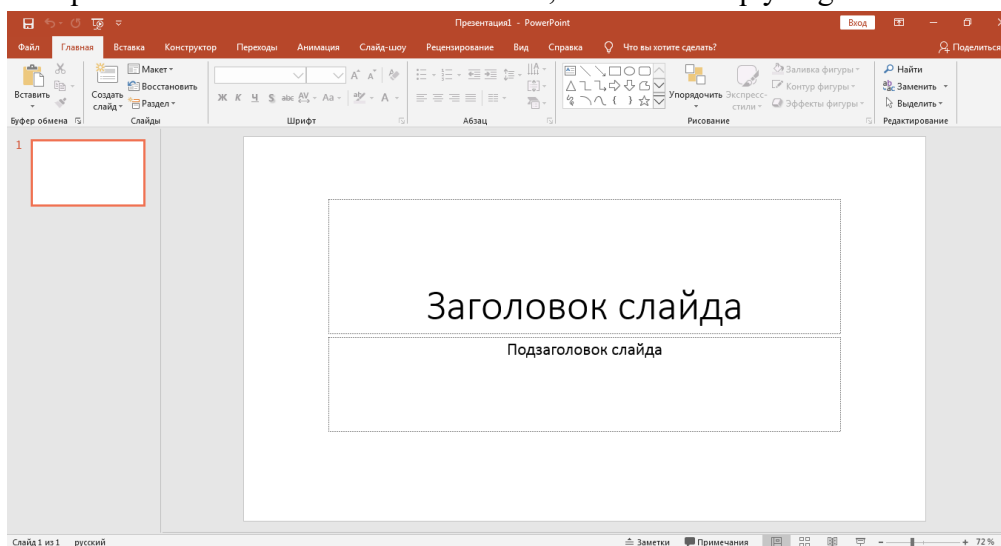 Презентация1 - PowerPoint
Вход
Файл Главная Вставка Конструктор Переходы Анимация Слайд-шоу Рецензирование Вид Справка Что вы хотите сделать? Поделиться
Вставить
Создать слайд
Макет
Восстановить
Раздел
Ж К Ч S abc AV Aa A
Упорядочить
Экспресс-стили
Заливка фигуры
Контур фигуры
Эффекты фигуры
Найти
Заменить
Выделить
Буфер обмена Слайды Шрифт Абзац Рисование Редактирование
1
Заголовок слайда
Подзаголовок слайда
Слайд 1 из 1 русский Заметки Примечания 72 %